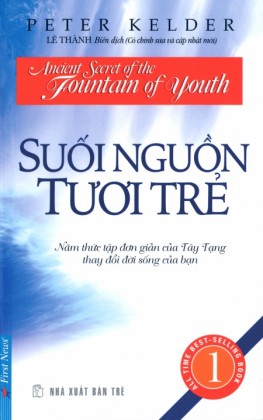 PETER KELDER
LÊ THÀNH Biên dịch (Có chỉnh sửa và cập nhật mới)
Ancient Secret of the
Fountain of Youth
SUỐI NGUỒN
TƯƠI TRẺ
Năm thức tập đơn giản của Tây Tạng
thay đổi đời sống của bạn
ALL TIME BEST-SELLING BOOK
1
First News
NHÀ XUẤT BẢN TRẺ